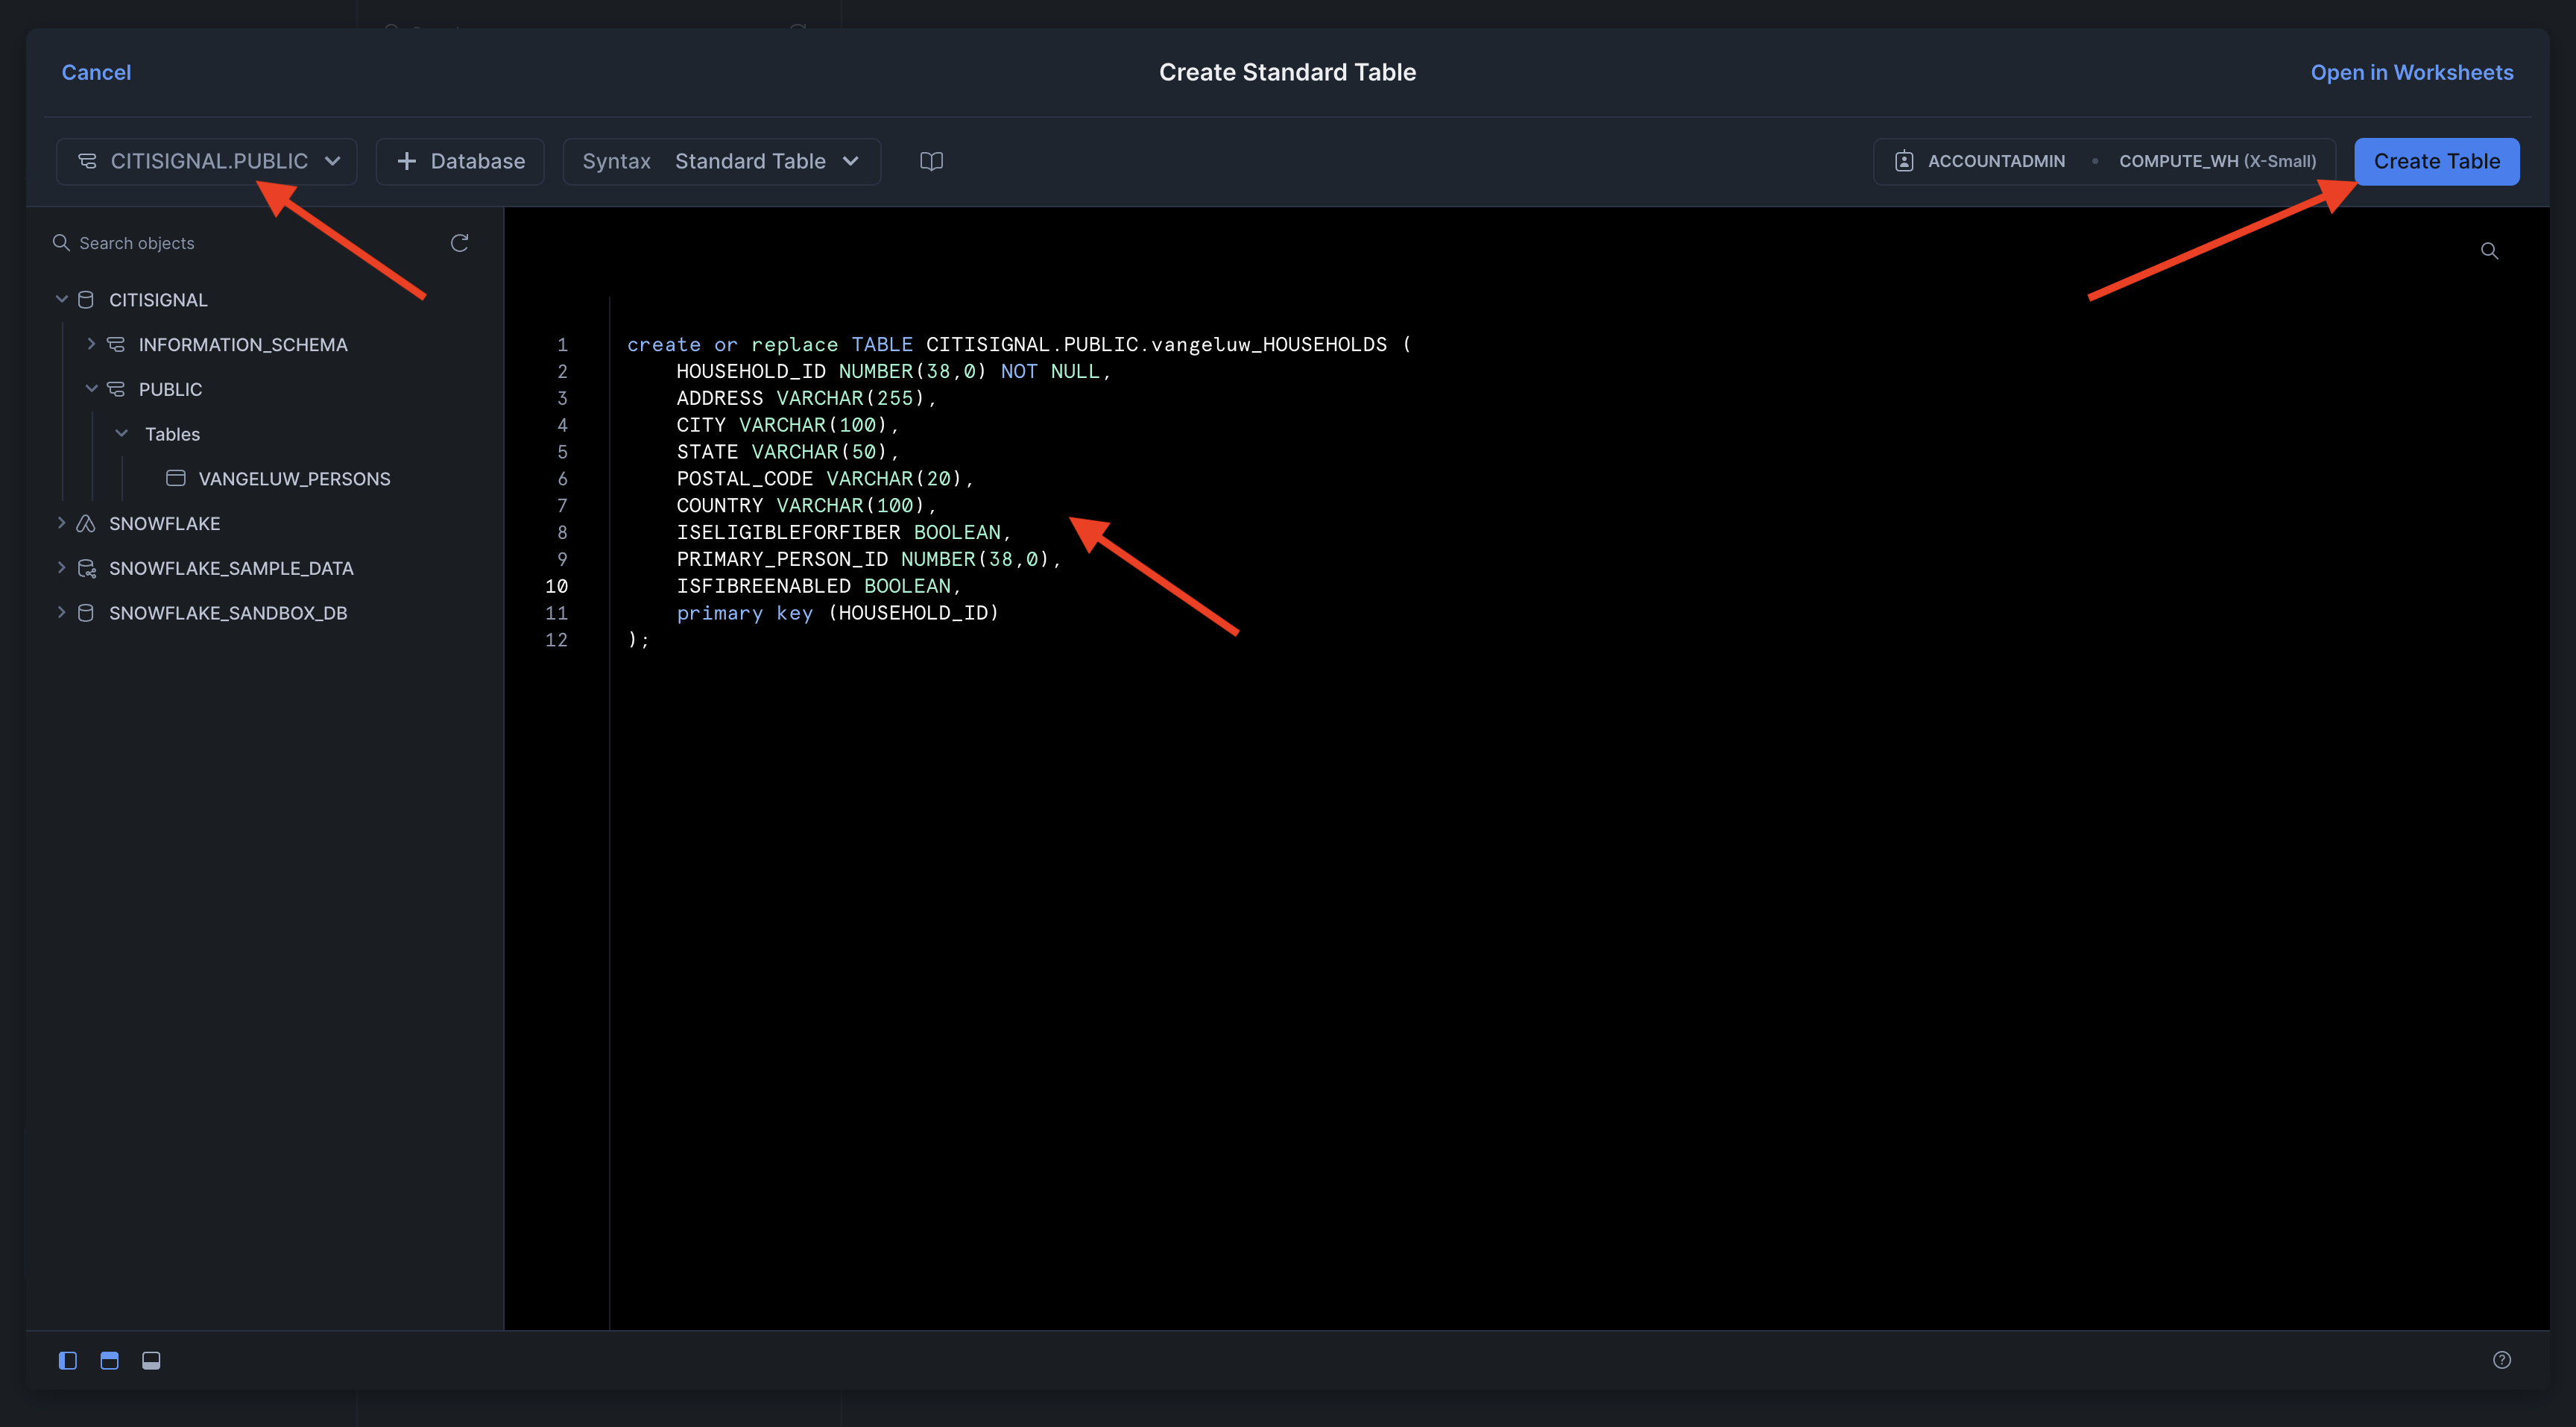 Cancel
Create Standard Table
Open in Worksheets
CITISIGNAL.PUBLIC
Database
Syntax Standard Table
ACCOUNTADMIN • COMPUTE_WH (X-Small)
Create Table
Search objects
CITISIGNAL
INFORMATION_SCHEMA
PUBLIC
Tables
VANGELUW_PERSONS
SNOWFLAKE
SNOWFLAKE_SAMPLE_DATA
SNOWFLAKE_SANDBOX_DB
1 create or replace TABLE CITISIGNAL.PUBLIC.vangeluw_HOUSEHOLDS (
2 HOUSEHOLD_ID NUMBER(38,0) NOT NULL,
3 ADDRESS VARCHAR(255),
4 CITY VARCHAR(100),
5 STATE VARCHAR(50),
6 POSTAL_CODE VARCHAR(20),
7 COUNTRY VARCHAR(100),
8 ISELIGIBLEFORFIBER BOOLEAN,
9 PRIMARY_PERSON_ID NUMBER(38,0),
10 ISFIBREENABLED BOOLEAN,
11 primary key (HOUSEHOLD_ID)
12 );